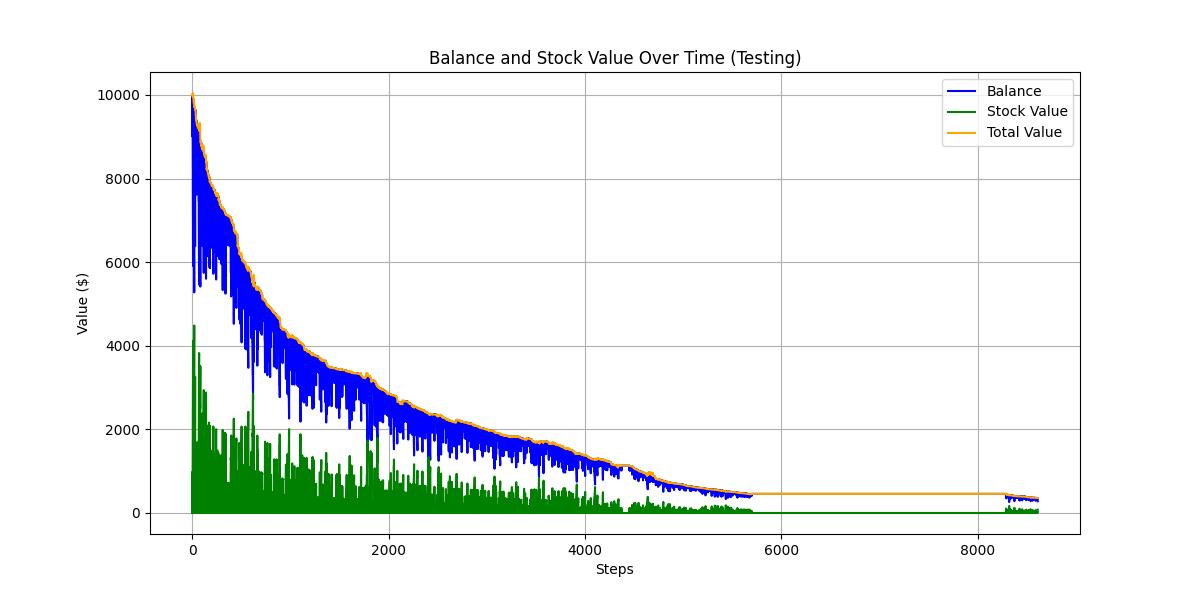 Balance and Stock Value Over Time (Testing)
Balance
Stock Value
Total Value
Value ($)
10000
8000
6000
4000
2000
0
0 2000 4000 6000 8000
Steps